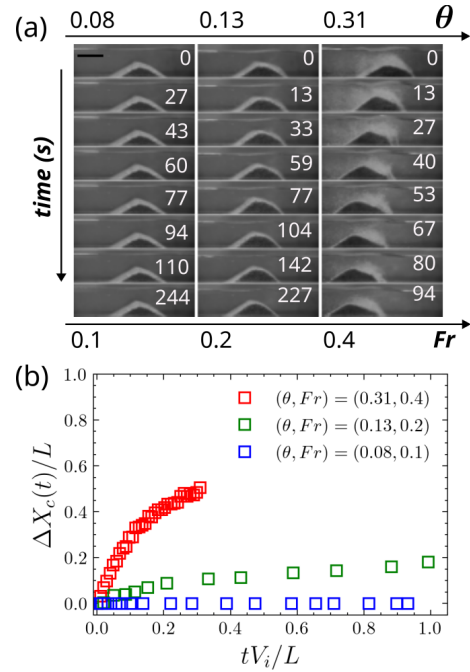 (a)
0.08 0.13 0.31 θ
0 0 0
27 13 13
43 33 27
60 59 40
77 77 53
94 104 67
110 142 80
244 227 94
time (s)
0.1 0.2 0.4 Fr
(b)
1.0
0.8
0.6
0.4
0.2
0.0
ΔX_c(t)/L
(θ, Fr) = (0.31, 0.4)
(θ, Fr) = (0.13, 0.2)
(θ, Fr) = (0.08, 0.1)
0.0 0.2 0.4 0.6 0.8 1.0
tV_i/L